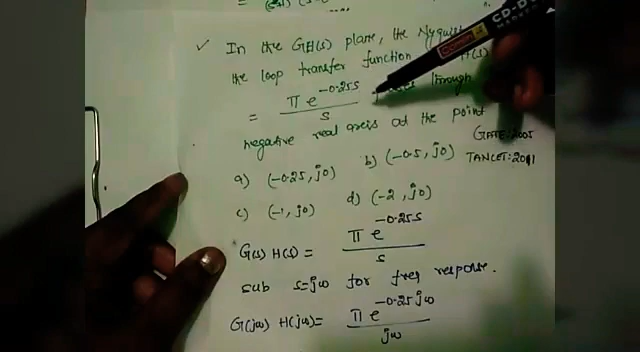 ✓ In the GH(s) plane, the Nyquist
the loop transfer function H(s)
= π e^-0.25s / s through
negative real axis at the point
GATE:2005
a) (-0.25, j0) b) (-0.5, j0) TANCET:2011
c) (-1, j0) d) (-2, j0)
G(s) H(s) = π e^-0.25s / s
sub s=jω for freq response.
G(jω) H(jω)= π e^-0.25jω / jω